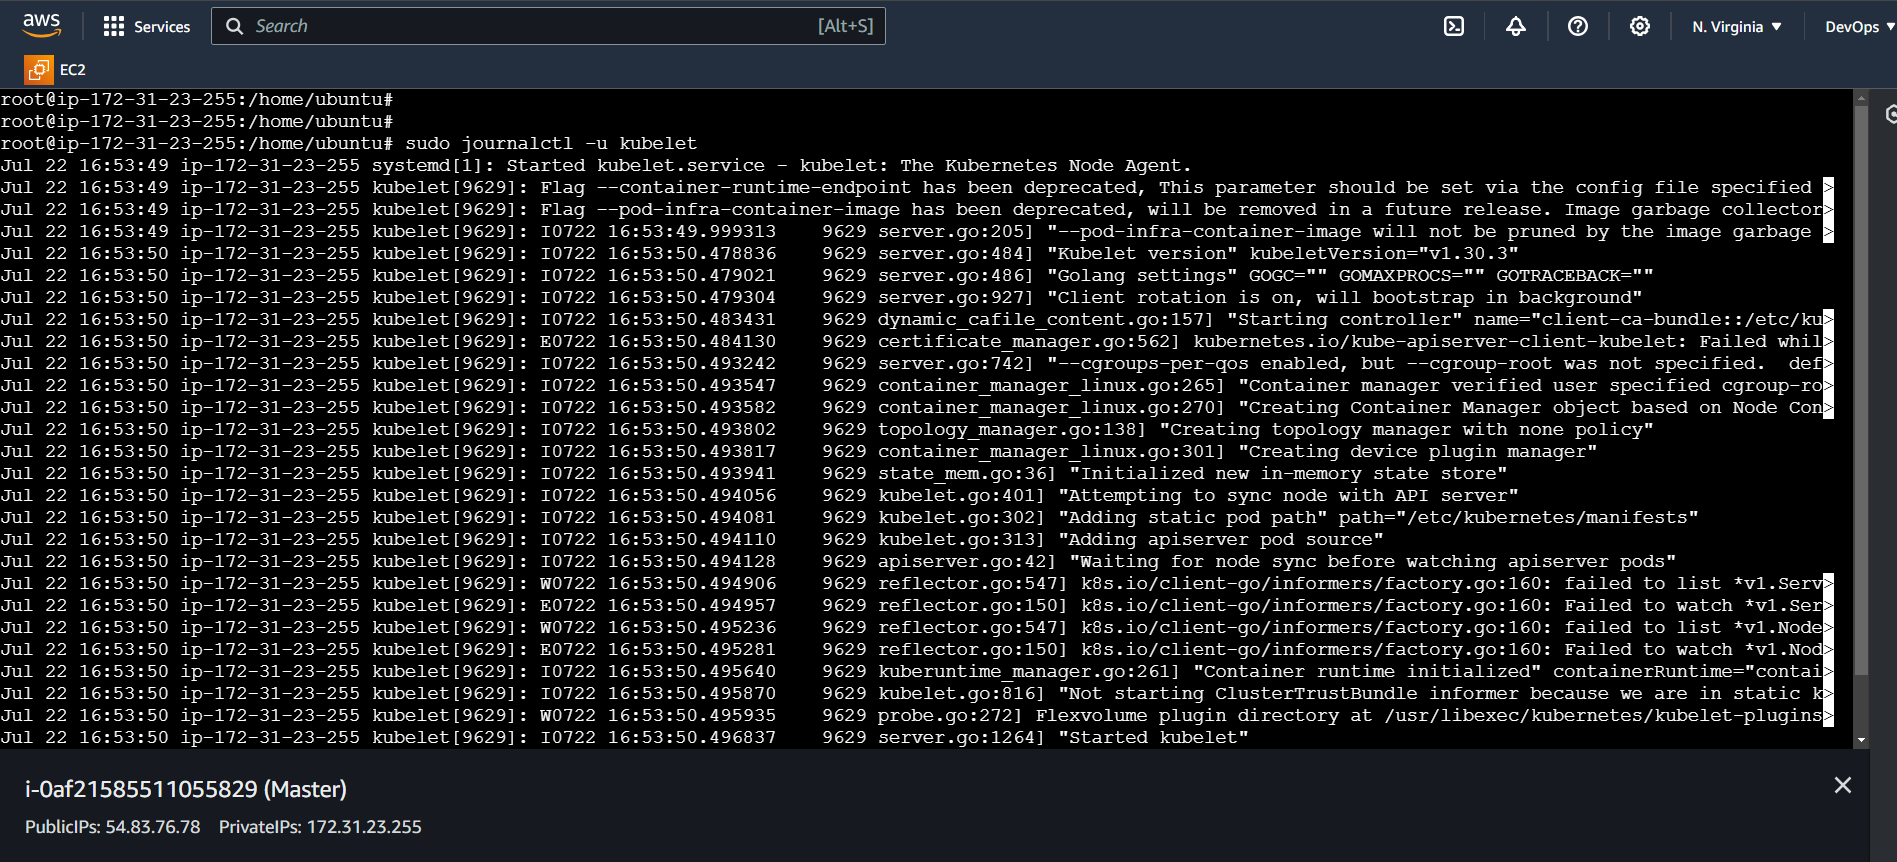 aws
Services
Search
[Alt+S]
N. Virginia
DevOps
EC2
root@ip-172-31-23-255:/home/ubuntu#
root@ip-172-31-23-255:/home/ubuntu#
root@ip-172-31-23-255:/home/ubuntu# sudo journalctl -u kubelet
Jul 22 16:53:49 ip-172-31-23-255 systemd[1]: Started kubelet.service - kubelet: The Kubernetes Node Agent.
Jul 22 16:53:49 ip-172-31-23-255 kubelet[9629]: Flag --container-runtime-endpoint has been deprecated, This parameter should be set via the config file specified >
Jul 22 16:53:49 ip-172-31-23-255 kubelet[9629]: Flag --pod-infra-container-image has been deprecated, will be removed in a future release. Image garbage collector>
Jul 22 16:53:49 ip-172-31-23-255 kubelet[9629]: I0722 16:53:49.999313    9629 server.go:205] "--pod-infra-container-image will not be pruned by the image garbage >
Jul 22 16:53:50 ip-172-31-23-255 kubelet[9629]: I0722 16:53:50.478836    9629 server.go:484] "Kubelet version" kubeletVersion="v1.30.3"
Jul 22 16:53:50 ip-172-31-23-255 kubelet[9629]: I0722 16:53:50.479021    9629 server.go:486] "Golang settings" GOGC="" GOMAXPROCS="" GOTRACEBACK=""
Jul 22 16:53:50 ip-172-31-23-255 kubelet[9629]: I0722 16:53:50.479304    9629 server.go:927] "Client rotation is on, will bootstrap in background"
Jul 22 16:53:50 ip-172-31-23-255 kubelet[9629]: I0722 16:53:50.483431    9629 dynamic_cafile_content.go:157] "Starting controller" name="client-ca-bundle::/etc/ku>
Jul 22 16:53:50 ip-172-31-23-255 kubelet[9629]: E0722 16:53:50.484130    9629 certificate_manager.go:562] kubernetes.io/kube-apiserver-client-kubelet: Failed whil>
Jul 22 16:53:50 ip-172-31-23-255 kubelet[9629]: I0722 16:53:50.493242    9629 server.go:742] "--cgroups-per-qos enabled, but --cgroup-root was not specified.  def>
Jul 22 16:53:50 ip-172-31-23-255 kubelet[9629]: I0722 16:53:50.493547    9629 container_manager_linux.go:265] "Container manager verified user specified cgroup-ro>
Jul 22 16:53:50 ip-172-31-23-255 kubelet[9629]: I0722 16:53:50.493582    9629 container_manager_linux.go:270] "Creating Container Manager object based on Node Con>
Jul 22 16:53:50 ip-172-31-23-255 kubelet[9629]: I0722 16:53:50.493802    9629 topology_manager.go:138] "Creating topology manager with none policy"
Jul 22 16:53:50 ip-172-31-23-255 kubelet[9629]: I0722 16:53:50.493817    9629 container_manager_linux.go:301] "Creating device plugin manager"
Jul 22 16:53:50 ip-172-31-23-255 kubelet[9629]: I0722 16:53:50.493941    9629 state_mem.go:36] "Initialized new in-memory state store"
Jul 22 16:53:50 ip-172-31-23-255 kubelet[9629]: I0722 16:53:50.494056    9629 kubelet.go:401] "Attempting to sync node with API server"
Jul 22 16:53:50 ip-172-31-23-255 kubelet[9629]: I0722 16:53:50.494081    9629 kubelet.go:302] "Adding static pod path" path="/etc/kubernetes/manifests"
Jul 22 16:53:50 ip-172-31-23-255 kubelet[9629]: I0722 16:53:50.494110    9629 kubelet.go:313] "Adding apiserver pod source"
Jul 22 16:53:50 ip-172-31-23-255 kubelet[9629]: I0722 16:53:50.494128    9629 apiserver.go:42] "Waiting for node sync before watching apiserver pods"
Jul 22 16:53:50 ip-172-31-23-255 kubelet[9629]: W0722 16:53:50.494906    9629 reflector.go:547] k8s.io/client-go/informers/factory.go:160: failed to list *v1.Serv>
Jul 22 16:53:50 ip-172-31-23-255 kubelet[9629]: E0722 16:53:50.494957    9629 reflector.go:150] k8s.io/client-go/informers/factory.go:160: Failed to watch *v1.Ser>
Jul 22 16:53:50 ip-172-31-23-255 kubelet[9629]: W0722 16:53:50.495236    9629 reflector.go:547] k8s.io/client-go/informers/factory.go:160: failed to list *v1.Node>
Jul 22 16:53:50 ip-172-31-23-255 kubelet[9629]: E0722 16:53:50.495281    9629 reflector.go:150] k8s.io/client-go/informers/factory.go:160: Failed to watch *v1.Nod>
Jul 22 16:53:50 ip-172-31-23-255 kubelet[9629]: I0722 16:53:50.495640    9629 kuberuntime_manager.go:261] "Container runtime initialized" containerRuntime="contai>
Jul 22 16:53:50 ip-172-31-23-255 kubelet[9629]: I0722 16:53:50.495870    9629 kubelet.go:816] "Not starting ClusterTrustBundle informer because we are in static k>
Jul 22 16:53:50 ip-172-31-23-255 kubelet[9629]: W0722 16:53:50.495935    9629 probe.go:272] Flexvolume plugin directory at /usr/libexec/kubernetes/kubelet-plugins>
Jul 22 16:53:50 ip-172-31-23-255 kubelet[9629]: I0722 16:53:50.496837    9629 server.go:1264] "Started kubelet"
i-0af21585511055829 (Master)
PublicIPs: 54.83.76.78 PrivateIPs: 172.31.23.255